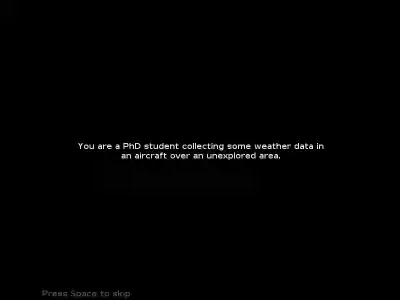 You are a PhD student collecting some weather data in
an aircraft over an unexplored area.
Press Space to skip